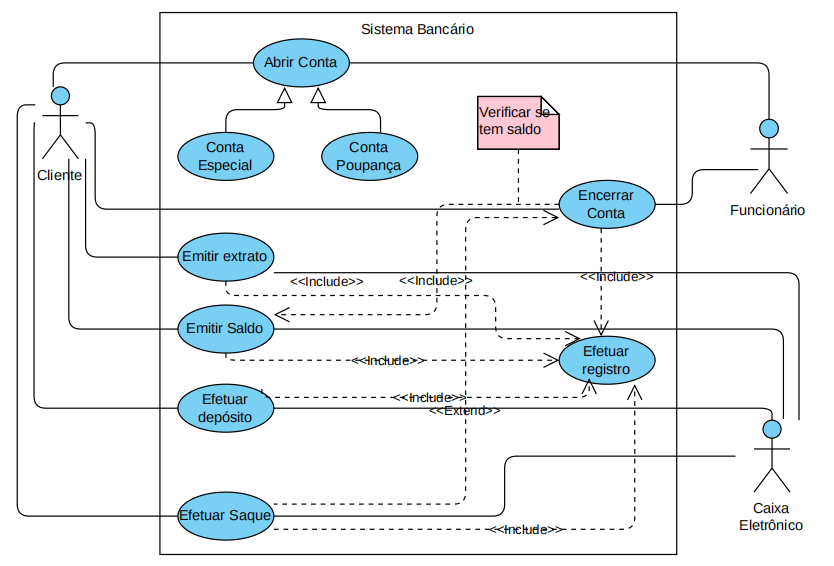 Sistema Bancário
Abrir Conta
Verificar se
tem saldo
Conta
Especial
Conta
Poupança
Cliente
Encerrar
Conta
Funcionário
Emitir extrato
<<Include>>
<<Include>>
<<Include>>
Emitir Saldo
Efetuar
registro
<<Include>>
Efetuar
depósito
<<Include>>
<<Extend>>
Efetuar Saque
<<Include>>
Caixa
Eletrônico